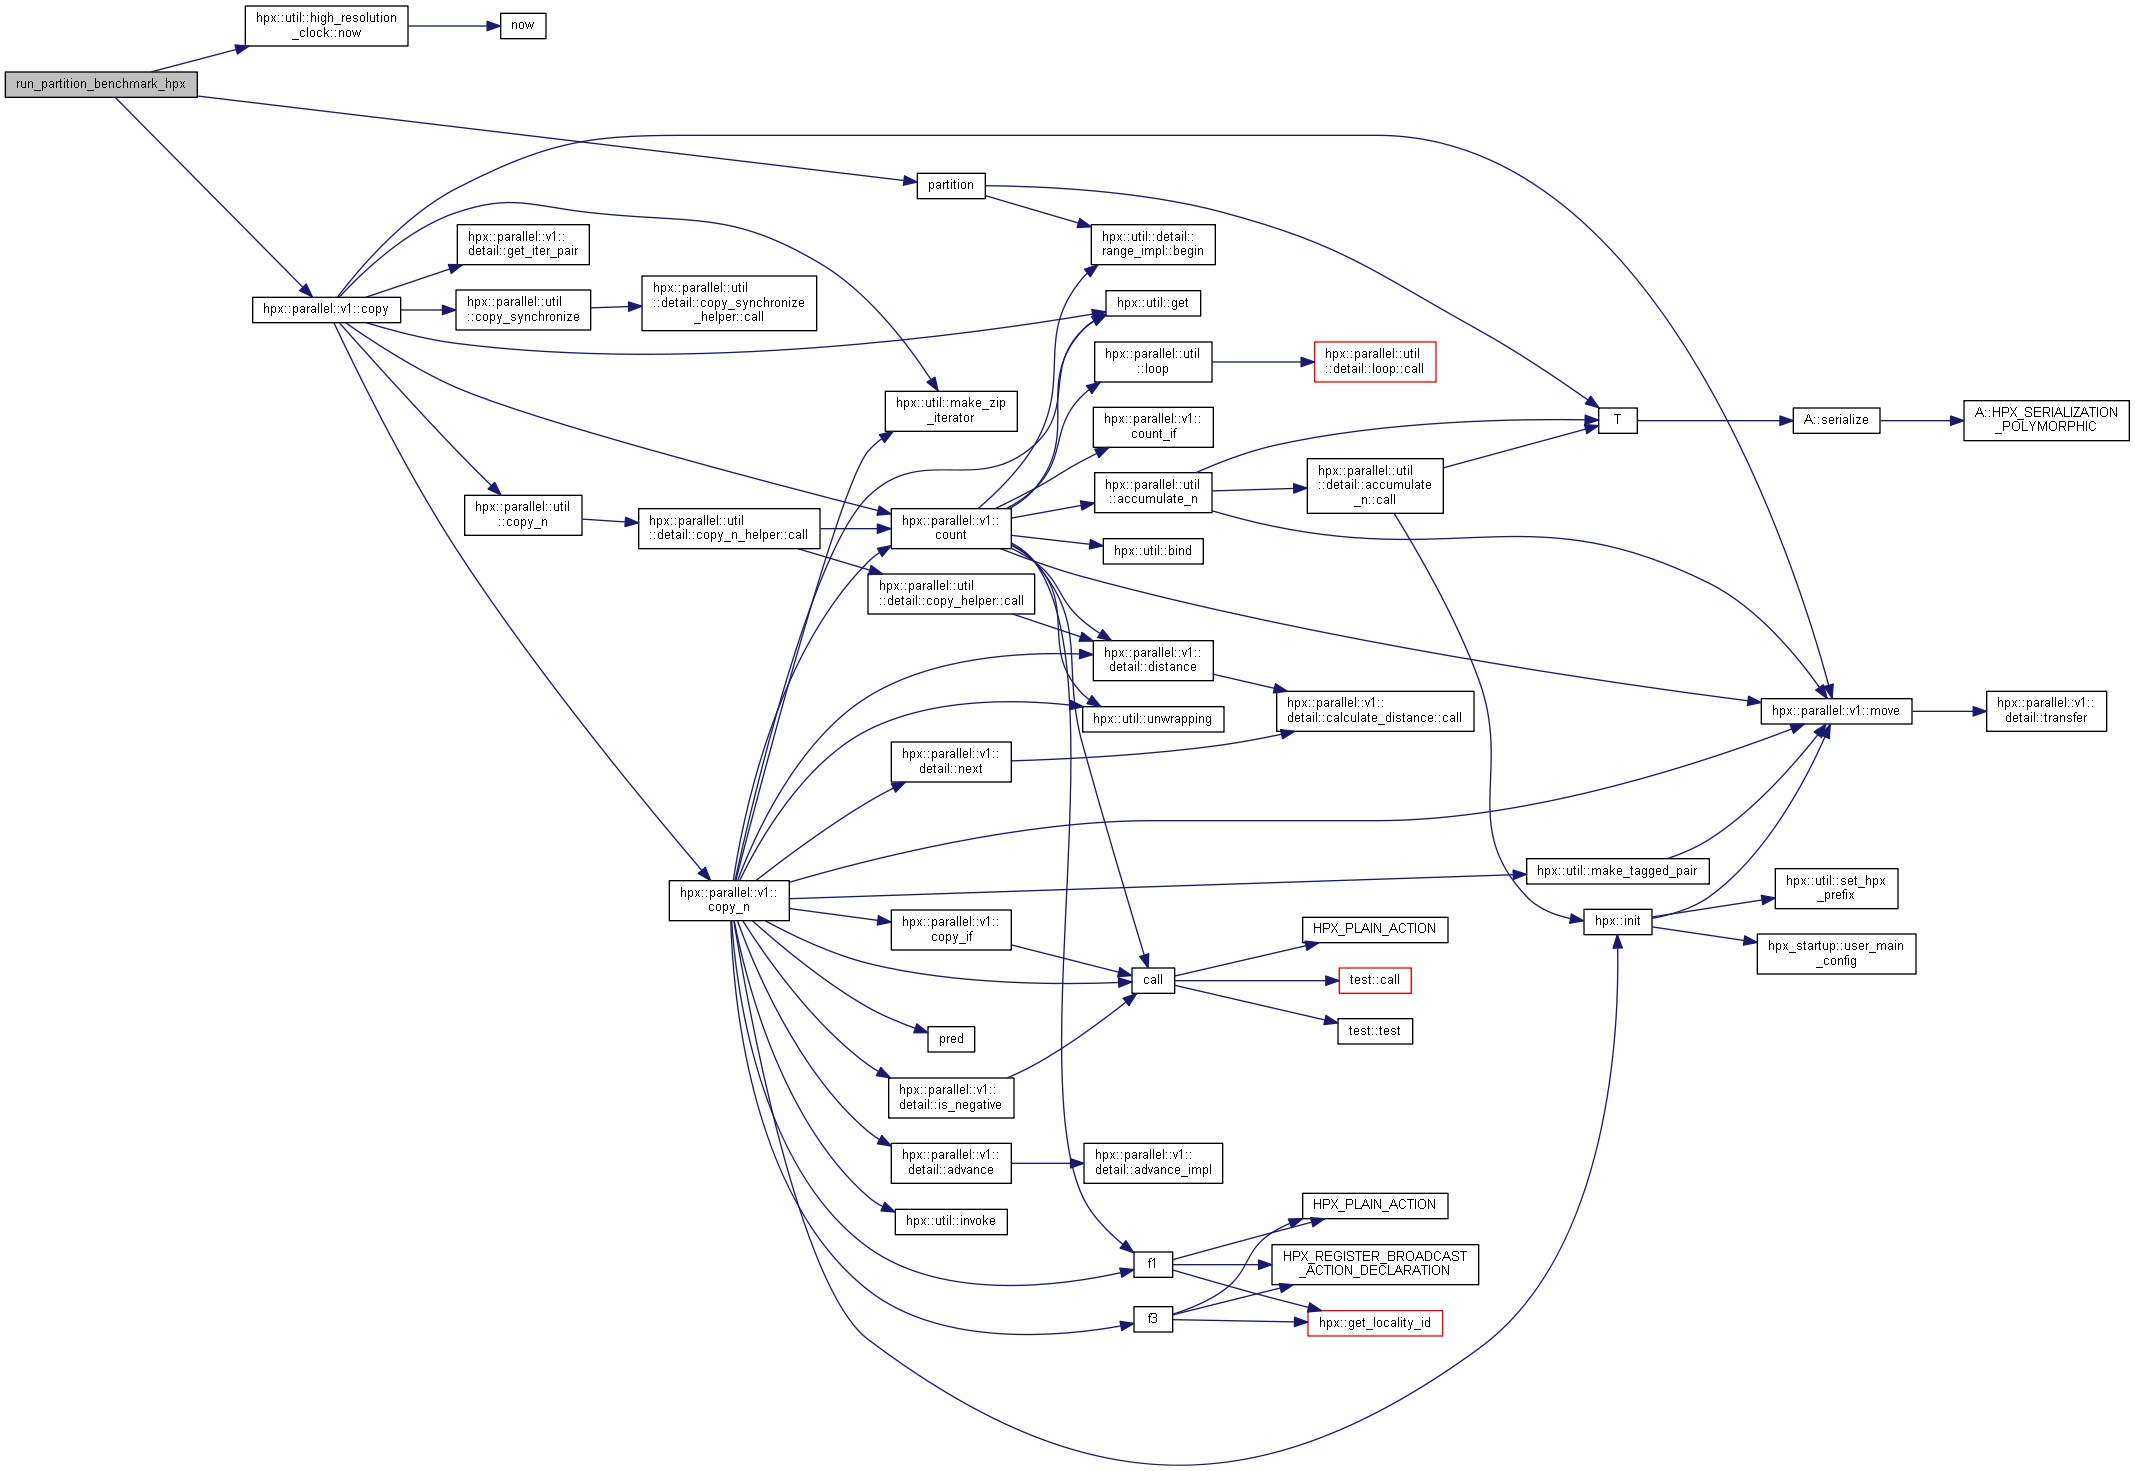 hpx::util::high_resolution
_clock::now
now
run_partition_benchmark_hpx
partition
hpx::parallel::v1::
detail::get_iter_pair
hpx::util::detail::
range_impl::begin
hpx::parallel::v1::copy
hpx::parallel::util
::copy_synchronize
hpx::parallel::util
::detail::copy_synchronize
_helper::call
hpx::util::get
hpx::parallel::util
::loop
hpx::parallel::util
::detail::loop::call
hpx::util::make_zip
_iterator
hpx::parallel::v1::
count_if
T
A::serialize
A::HPX_SERIALIZATION
_POLYMORPHIC
hpx::parallel::util
::accumulate_n
hpx::parallel::util
::detail::accumulate
_n::call
hpx::parallel::util
::copy_n
hpx::parallel::util
::detail::copy_n_helper::call
hpx::parallel::v1::
count
hpx::util::bind
hpx::parallel::util
::detail::copy_helper::call
hpx::parallel::v1::
detail::distance
hpx::util::unwrapping
hpx::parallel::v1::
detail::calculate_distance::call
hpx::parallel::v1::move
hpx::parallel::v1::
detail::transfer
hpx::parallel::v1::
detail::next
hpx::util::make_tagged_pair
hpx::parallel::v1::
copy_n
hpx::util::set_hpx
_prefix
hpx::parallel::v1::
copy_if
hpx::init
HPX_PLAIN_ACTION
hpx_startup::user_main
_config
call
test::call
test::test
pred
hpx::parallel::v1::
detail::is_negative
hpx::parallel::v1::
detail::advance
hpx::parallel::v1::
detail::advance_impl
hpx::util::invoke
HPX_PLAIN_ACTION
f1
HPX_REGISTER_BROADCAST
_ACTION_DECLARATION
f3
hpx::get_locality_id